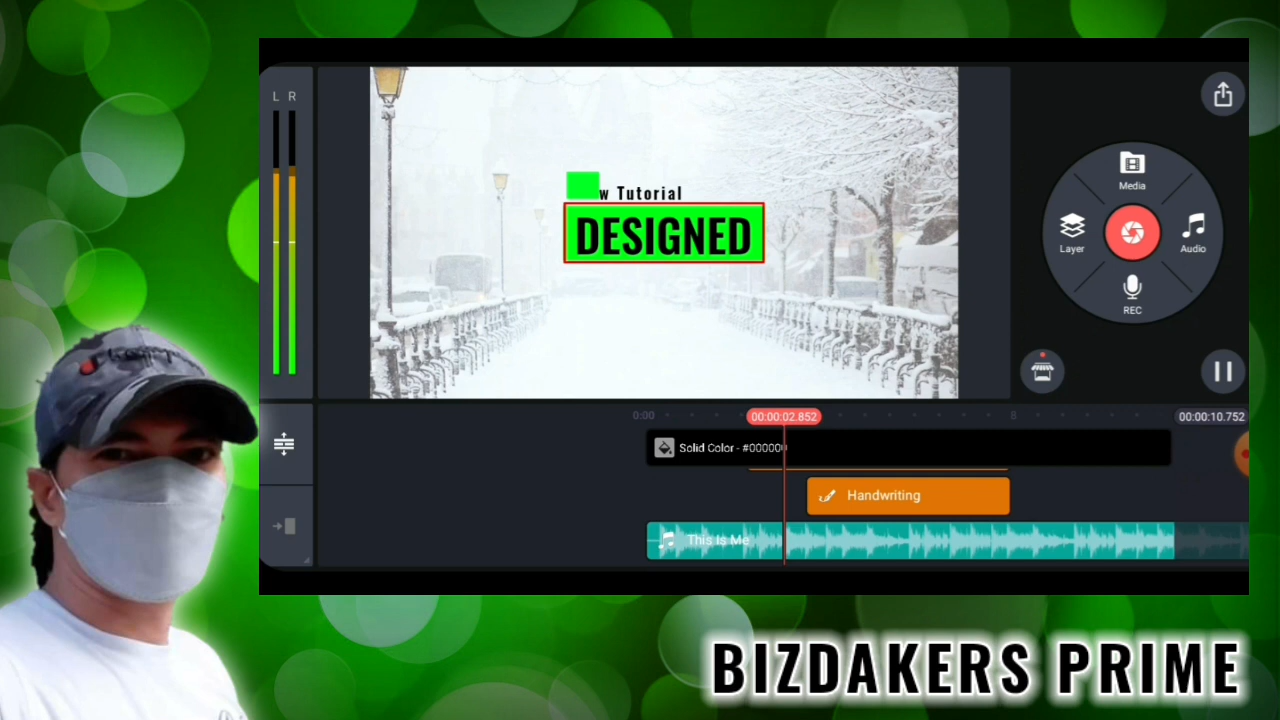 L R
w Tutorial
DESIGNED
Media
Layer
Audio
REC
0:00
00:00:02.852
8
00:00:10.752
Solid Color - #000000
Handwriting
This Is Me
BIZDAKERS PRIME